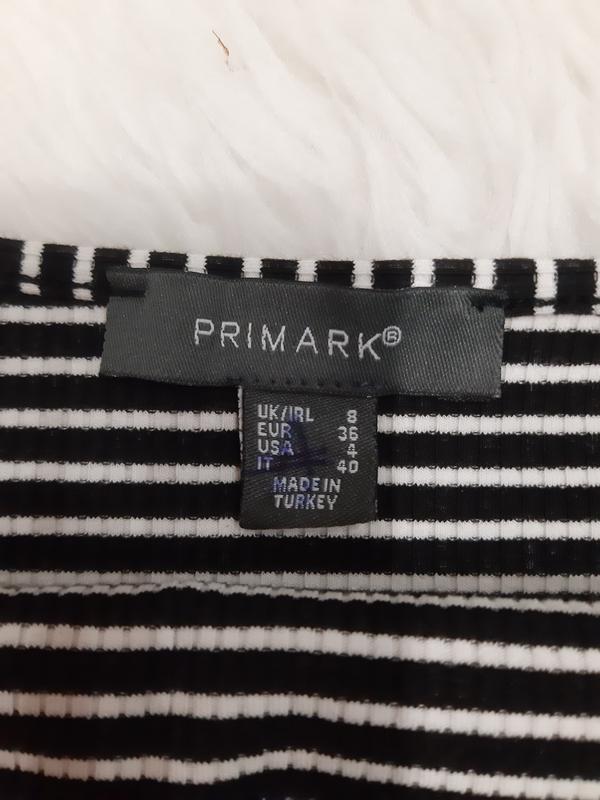 PRIMARK®
UK/IRL 8
EUR 36
USA 4
IT 40
MADE IN
TURKEY